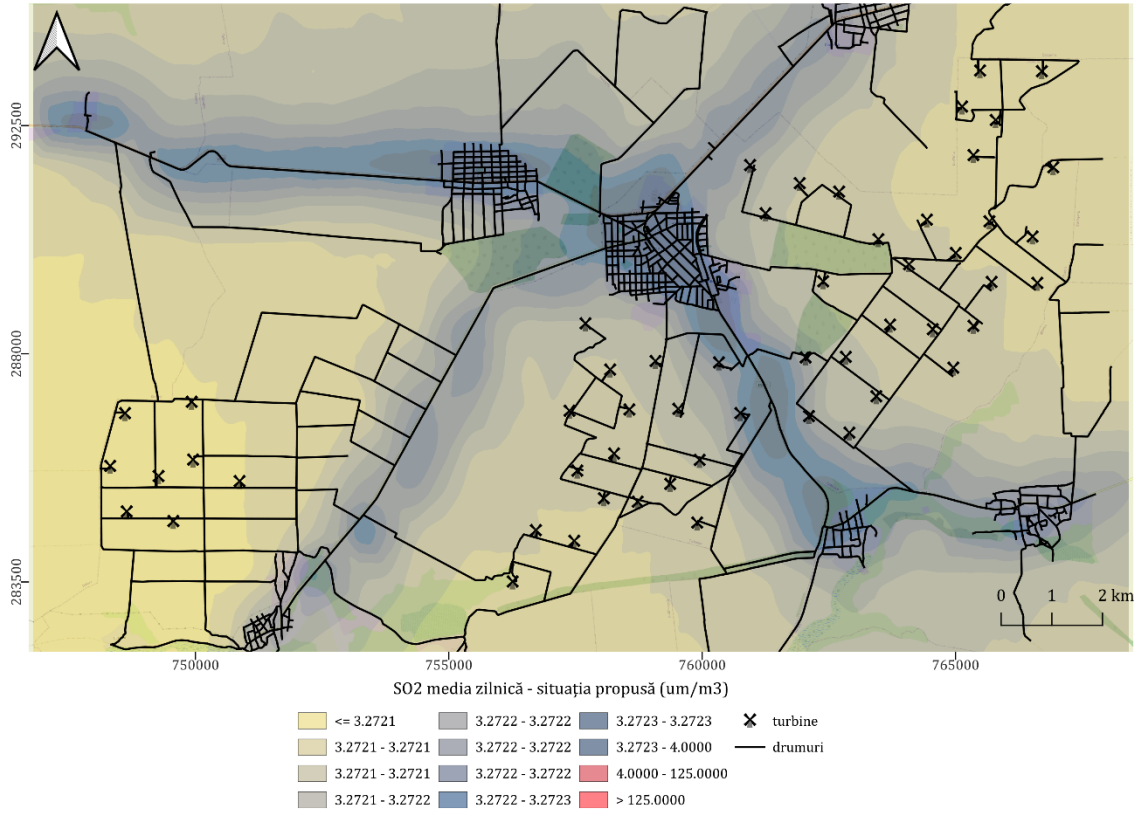 292500
288000
283500
0 1 2 km
750000 755000 760000 765000
SO2 media zilnică - situația propusă (um/m3)
<= 3.2721 3.2722 - 3.2722 3.2723 - 3.2723 turbine
3.2721 - 3.2721 3.2722 - 3.2722 3.2723 - 4.0000 drumuri
3.2721 - 3.2721 3.2722 - 3.2722 4.0000 - 125.0000
3.2721 - 3.2722 3.2722 - 3.2723 > 125.0000